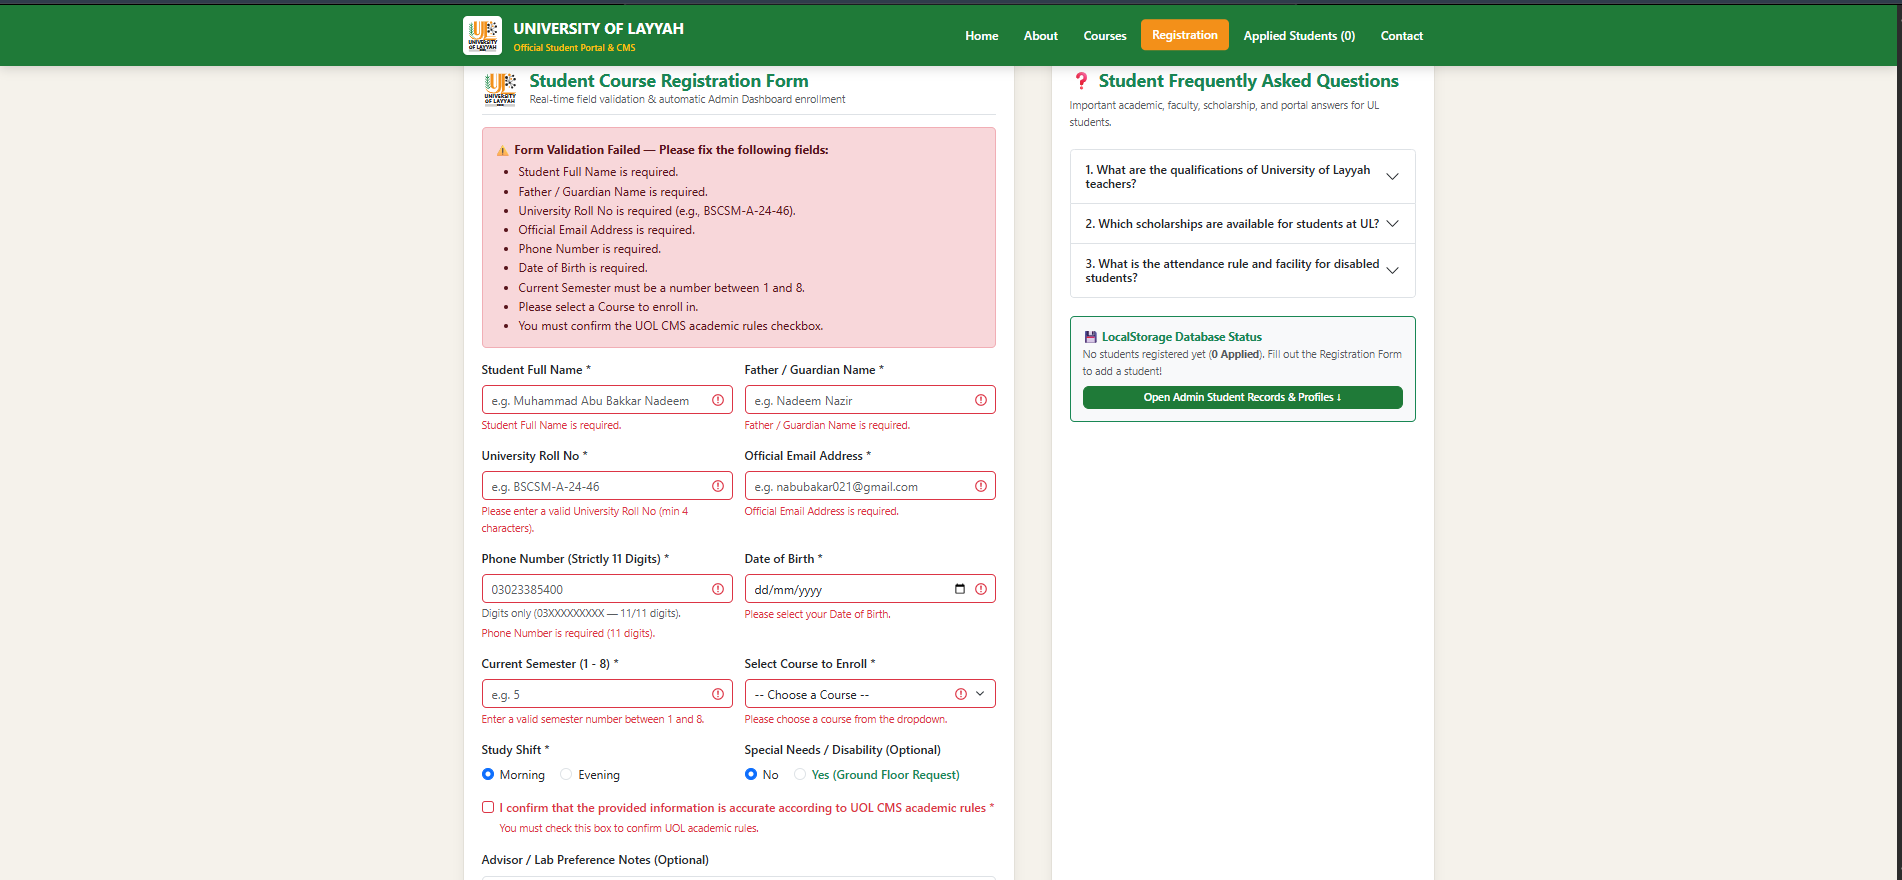 UNIVERSITY OF LAYYAH
Official Student Portal & CMS
Home
About
Courses
Registration
Applied Students (0)
Contact
UNIVERSITY
OF LAYYAH
Student Course Registration Form
Real-time field validation & automatic Admin Dashboard enrollment
⚠️ Form Validation Failed — Please fix the following fields:
• Student Full Name is required.
• Father / Guardian Name is required.
• University Roll No is required (e.g., BSCSM-A-24-46).
• Official Email Address is required.
• Phone Number is required.
• Date of Birth is required.
• Current Semester must be a number between 1 and 8.
• Please select a Course to enroll in.
• You must confirm the UOL CMS academic rules checkbox.
Student Full Name *
e.g. Muhammad Abu Bakkar Nadeem
Student Full Name is required.
Father / Guardian Name *
e.g. Nadeem Nazir
Father / Guardian Name is required.
University Roll No *
e.g. BSCSM-A-24-46
Please enter a valid University Roll No (min 4
characters).
Official Email Address *
e.g. nabubakar021@gmail.com
Official Email Address is required.
Phone Number (Strictly 11 Digits) *
03023385400
Digits only (03XXXXXXXXX — 11/11 digits).
Phone Number is required (11 digits).
Date of Birth *
dd/mm/yyyy
Please select your Date of Birth.
Current Semester (1 - 8) *
e.g. 5
Enter a valid semester number between 1 and 8.
Select Course to Enroll *
-- Choose a Course --
Please choose a course from the dropdown.
Study Shift *
Morning
Evening
Special Needs / Disability (Optional)
No
Yes (Ground Floor Request)
I confirm that the provided information is accurate according to UOL CMS academic rules *
You must check this box to confirm UOL academic rules.
Advisor / Lab Preference Notes (Optional)
❓ Student Frequently Asked Questions
Important academic, faculty, scholarship, and portal answers for UL
students.
1. What are the qualifications of University of Layyah
teachers?
2. Which scholarships are available for students at UL?
3. What is the attendance rule and facility for disabled
students?
💾 LocalStorage Database Status
No students registered yet (0 Applied). Fill out the Registration Form
to add a student!
Open Admin Student Records & Profiles ↓